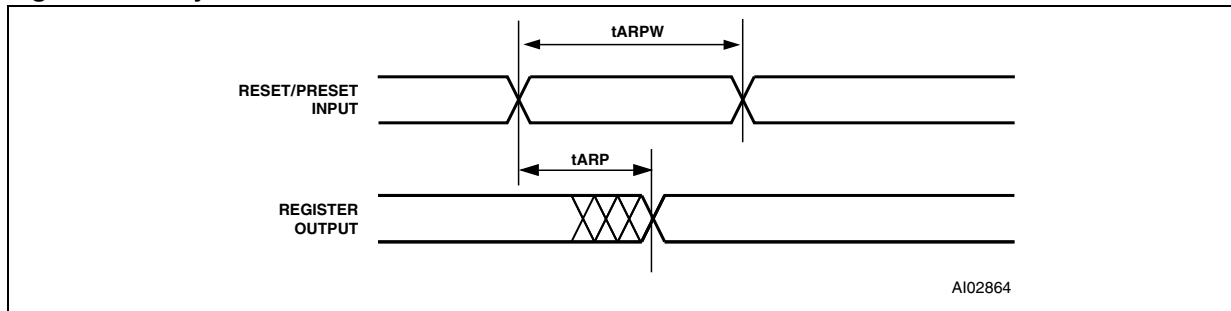 tARPW
RESET/PRESET
INPUT
tARP
REGISTER
OUTPUT
AI02864